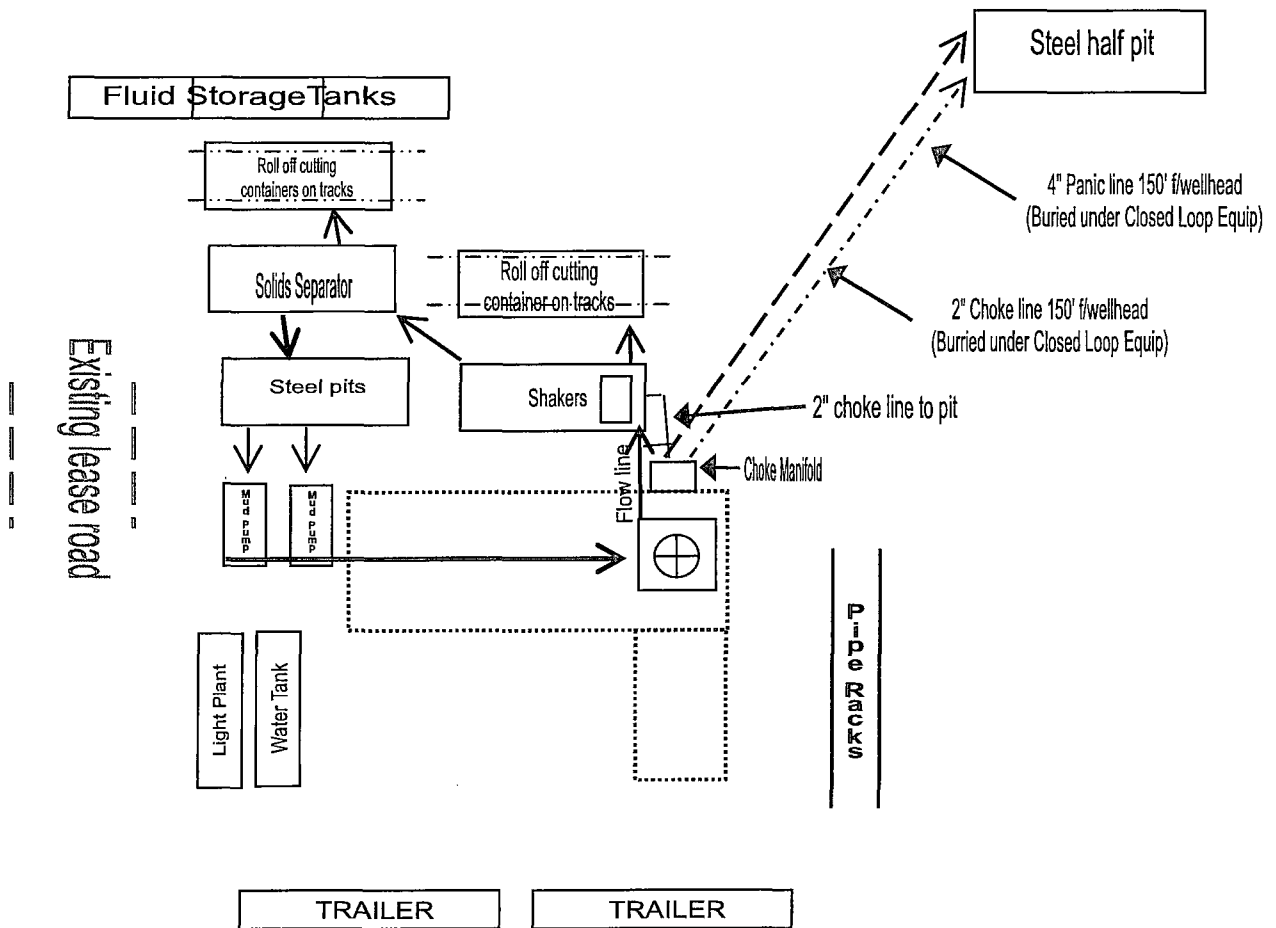 Steel half pit
Fluid StorageTanks
Roll off cutting
containers on tracks
4" Panic line 150' f/wellhead
(Buried under Closed Loop Equip)
Solids Separator
Roll off cutting
container on tracks
2" Choke line 150' f/wellhead
(Burried under Closed Loop Equip)
Existing lease road
Steel pits
Shakers
2" choke line to pit
Flow line
Choke Manifold
Mud Pump
Mud Pump
Pipe Racks
Light Plant
Water Tank
TRAILER
TRAILER